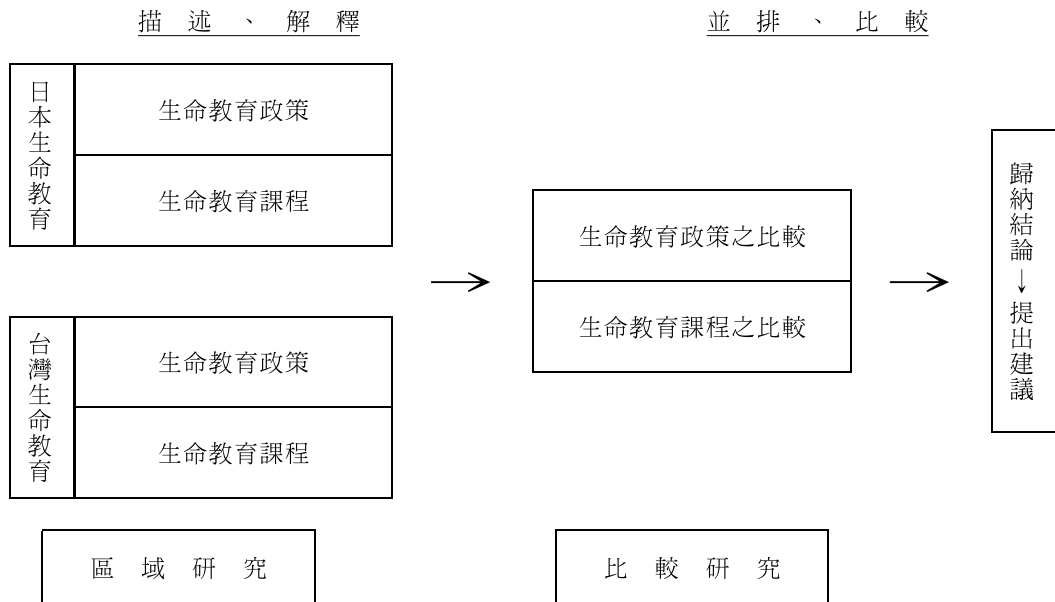 描述、解釋
並排、比較
日本生命教育
生命教育政策
生命教育課程
台灣生命教育
生命教育政策
生命教育課程
→
生命教育政策之比較
生命教育課程之比較
→
歸納結論↓提出建議
區域研究
比較研究